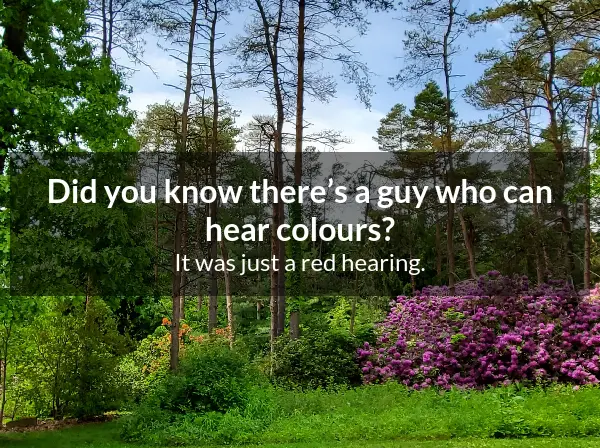 Did you know there’s a guy who can
hear colours?
It was just a red hearing.